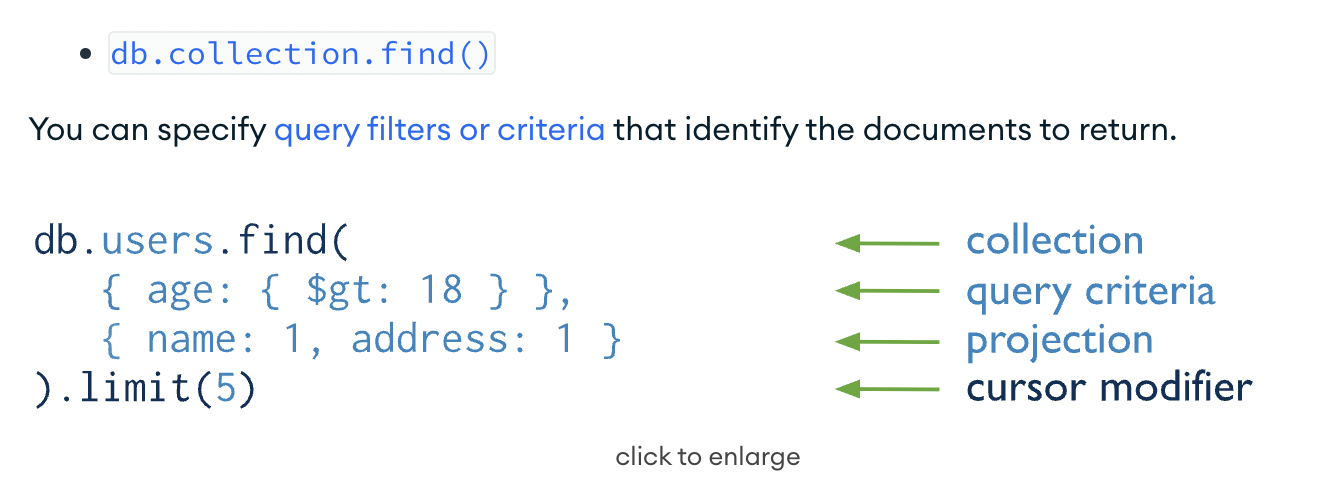 • db.collection.find()
You can specify query filters or criteria that identify the documents to return.
db.users.find( collection
{ age: { $gt: 18 } }, query criteria
{ name: 1, address: 1 } projection
).limit(5) cursor modifier
click to enlarge